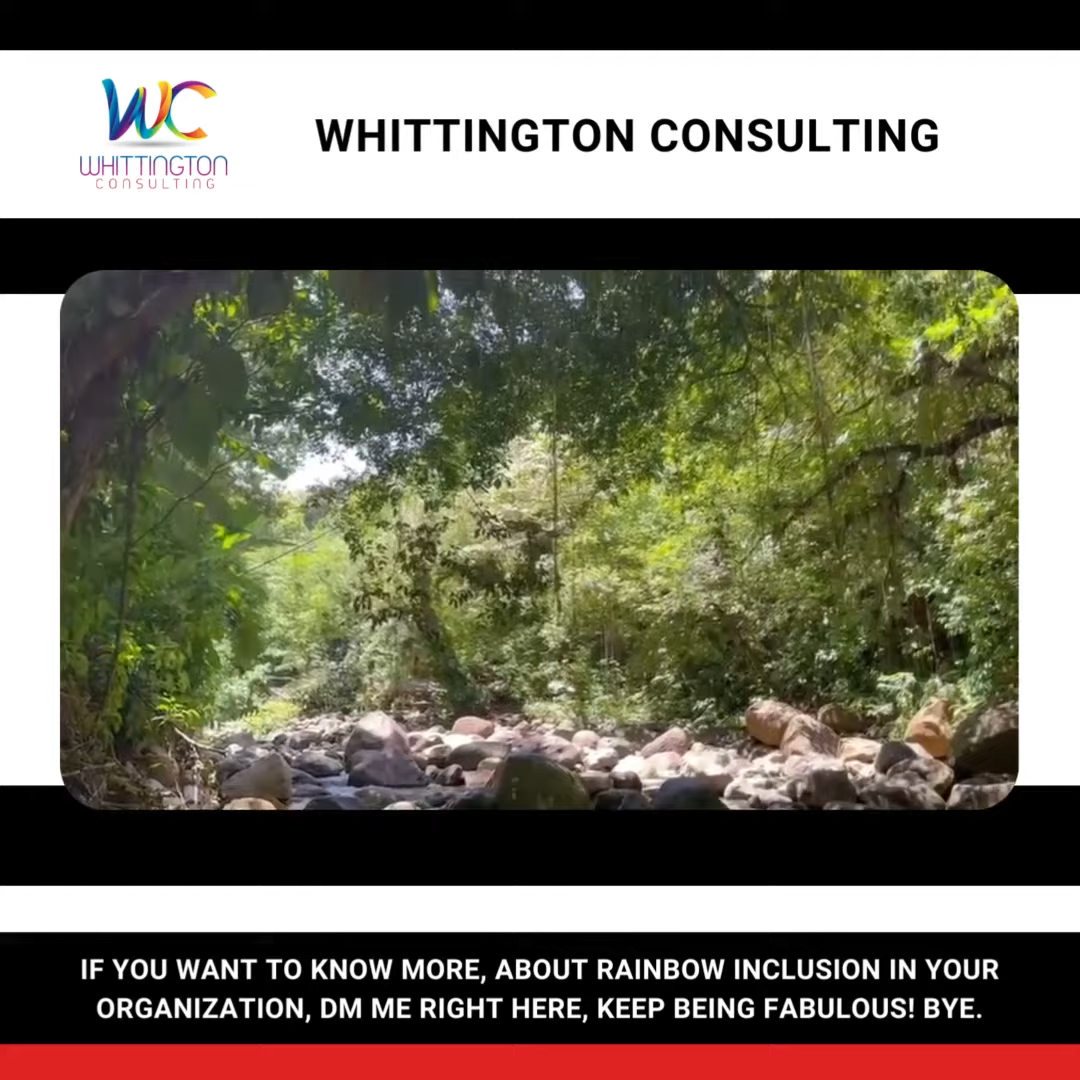 WC
WHITTINGTON
CONSULTING
WHITTINGTON CONSULTING
IF YOU WANT TO KNOW MORE, ABOUT RAINBOW INCLUSION IN YOUR
ORGANIZATION, DM ME RIGHT HERE, KEEP BEING FABULOUS! BYE.